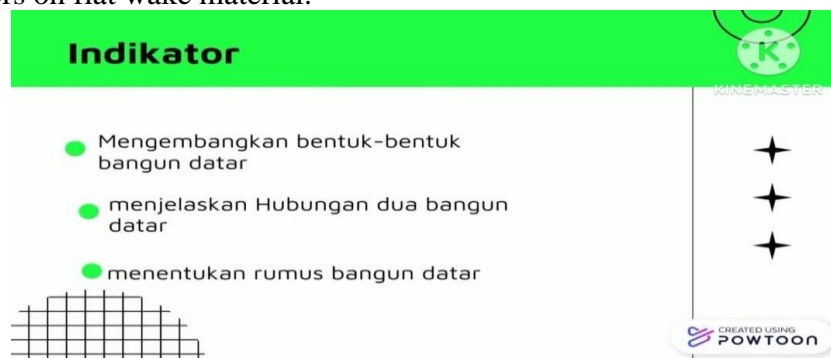 ers on flat wake material.
Indikator
K
KINEMASTER
Mengembangkan bentuk-bentuk
bangun datar
menjelaskan Hubungan dua bangun
datar
menentukan rumus bangun datar
CREATED USING
POWTOON